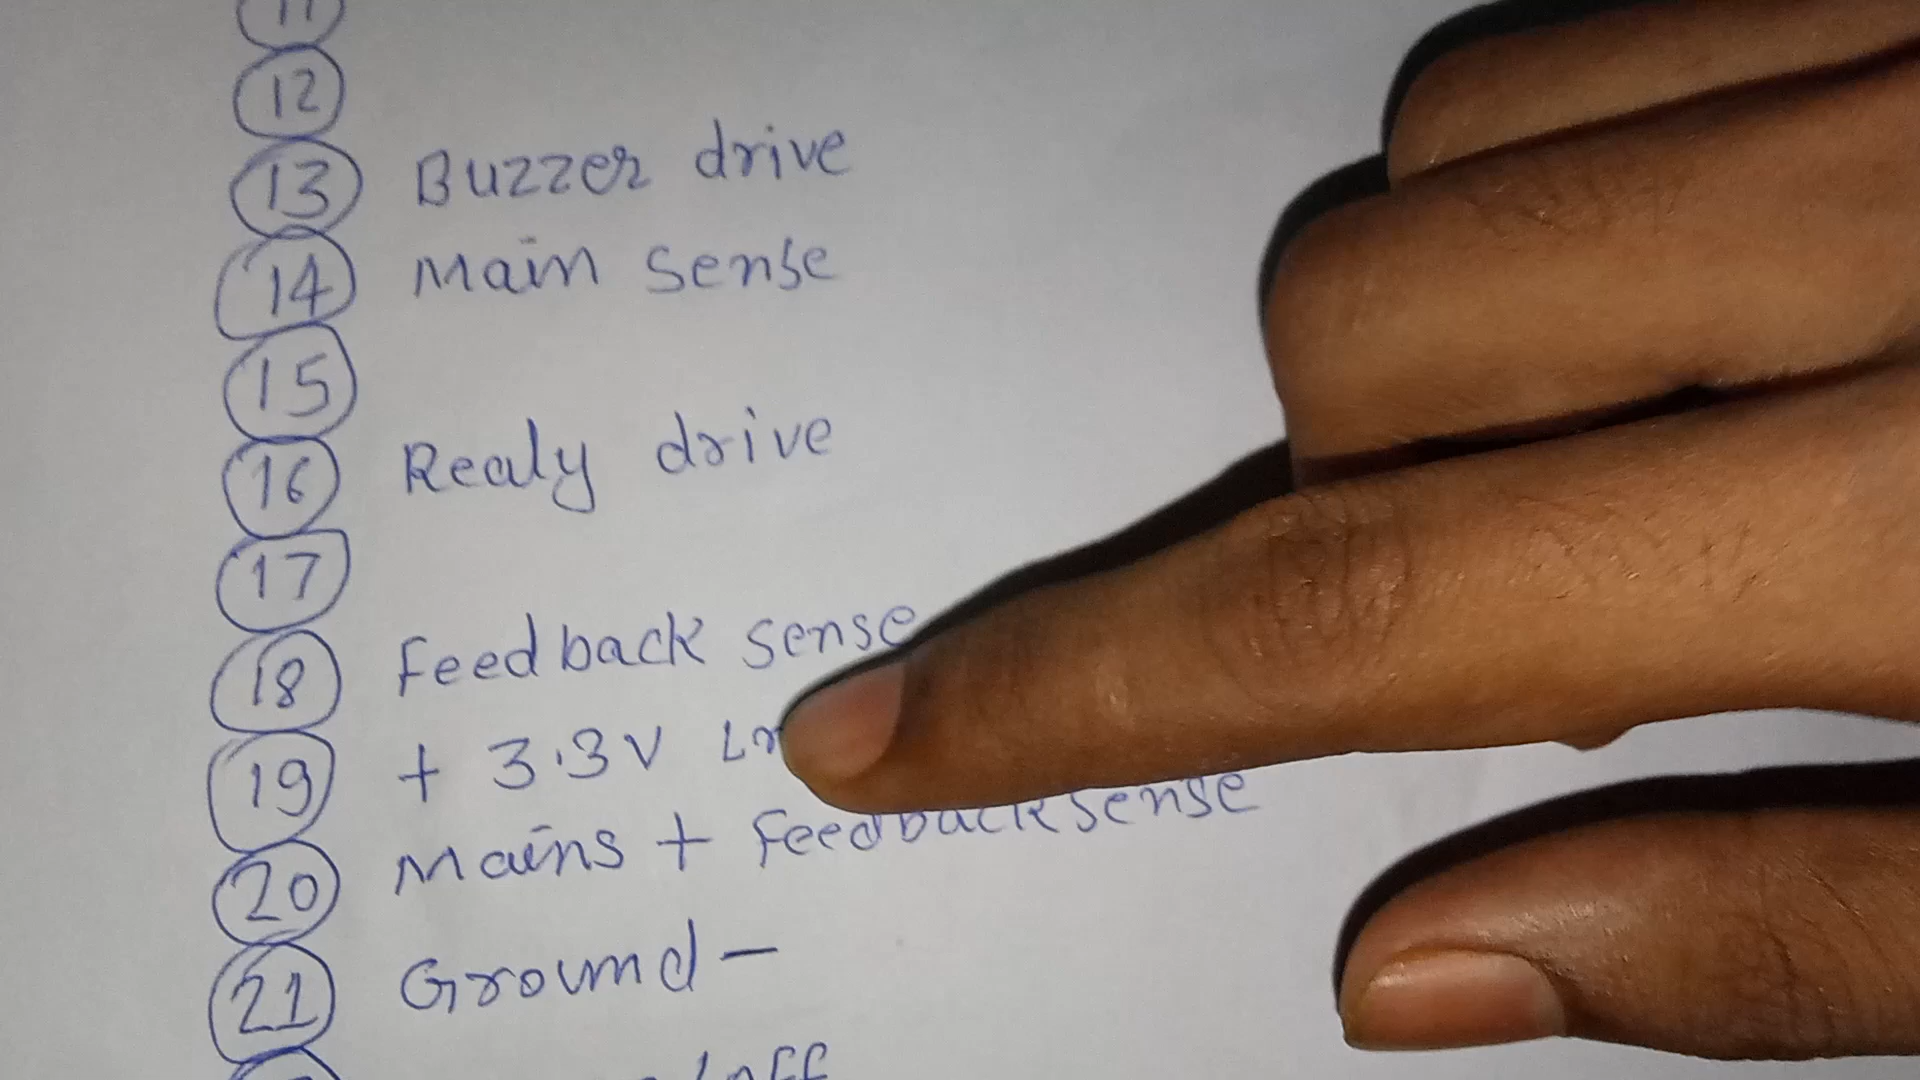 11
12
13 Buzzer drive
14 Main sense
15
16 Realy drive
17
18 Feedback sense
19 + 3.3V
20 Mains + Feedback sense
21 Ground -